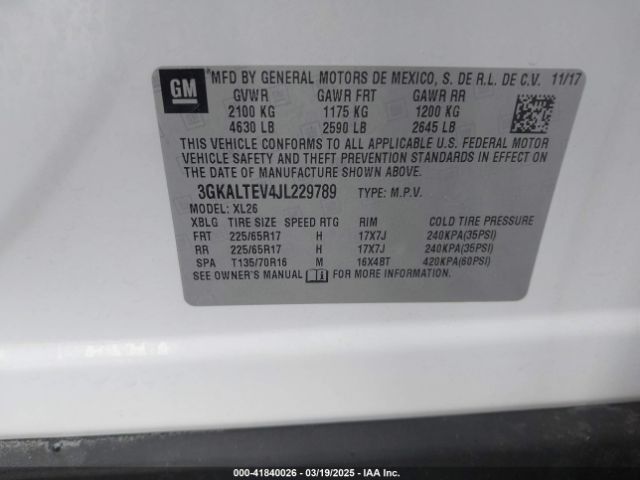 GM
MFD BY GENERAL MOTORS DE MEXICO, S. DE R.L. DE C.V. 11/17
GVWR GAWR FRT GAWR RR
2100 KG 1175 KG 1200 KG
4630 LB 2590 LB 2645 LB
THIS VEHICLE CONFORMS TO ALL APPLICABLE U.S. FEDERAL MOTOR
VEHICLE SAFETY AND THEFT PREVENTION STANDARDS IN EFFECT ON
THE DATE OF MANUFACTURE SHOWN ABOVE.
3GKALTEV4JL229789 TYPE: M.P.V.
MODEL: XL26
XBLG TIRE SIZE SPEED RTG RIM COLD TIRE PRESSURE
FRT 225/65R17 H 17X7J 240KPA(35PSI)
RR 225/65R17 H 17X7J 240KPA(35PSI)
SPA T135/70R16 M 16X4BT 420KPA(60PSI)
SEE OWNER'S MANUAL FOR MORE INFORMATION.
000-41840026 - 03/19/2025 - IAA Inc.